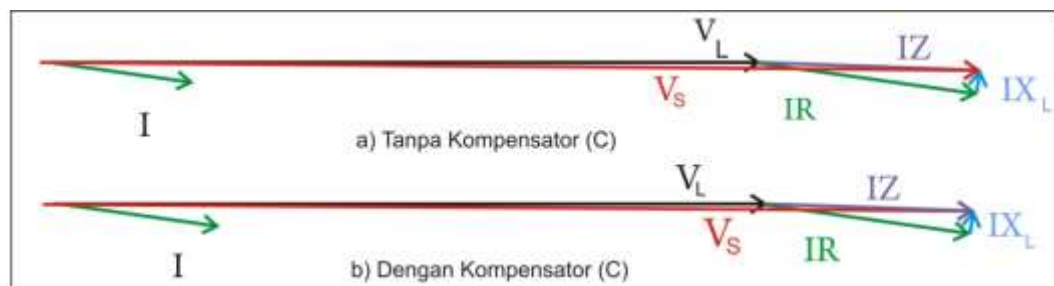 V_L
IZ
V_S
IX_L
I
IR
a) Tanpa Kompensator (C)
V_L
IZ
V_S
IX_L
I
IR
b) Dengan Kompensator (C)